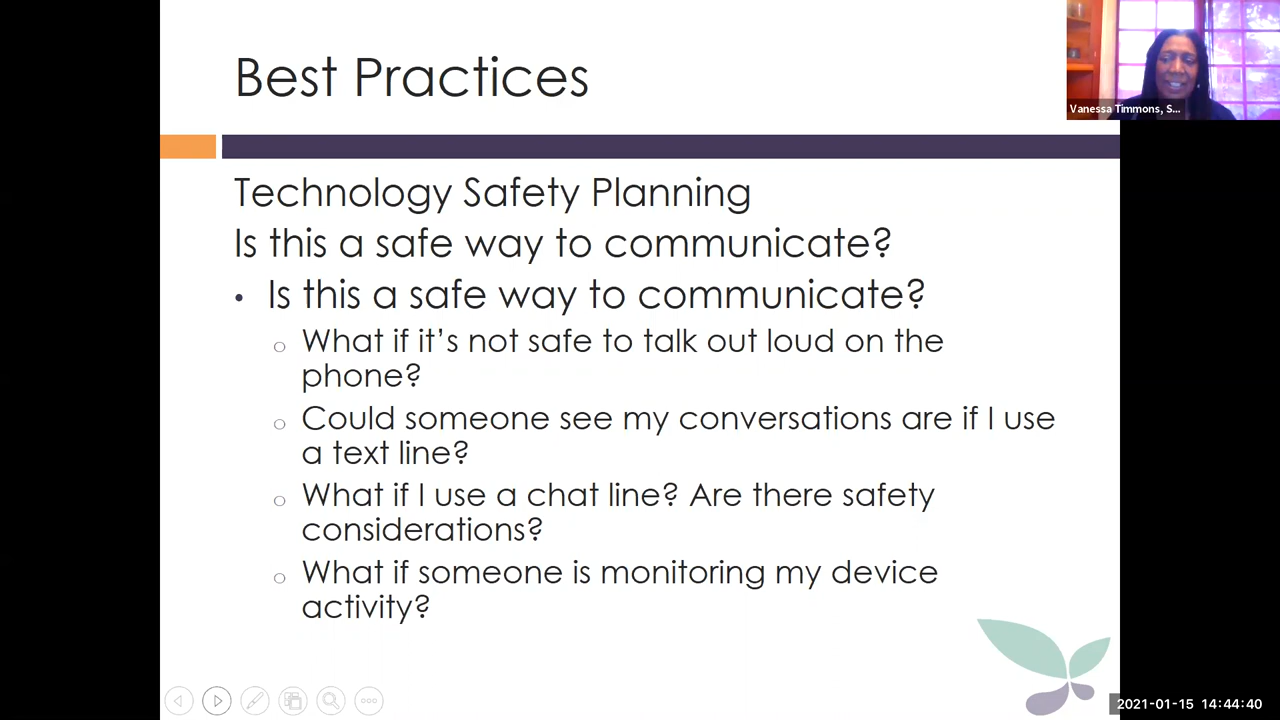 Best Practices
Vanessa Timmons, S...
Technology Safety Planning
Is this a safe way to communicate?
• Is this a safe way to communicate?
○ What if it's not safe to talk out loud on the
phone?
○ Could someone see my conversations are if I use
a text line?
○ What if I use a chat line? Are there safety
considerations?
○ What if someone is monitoring my device
activity?
2021-01-15 14:44:40